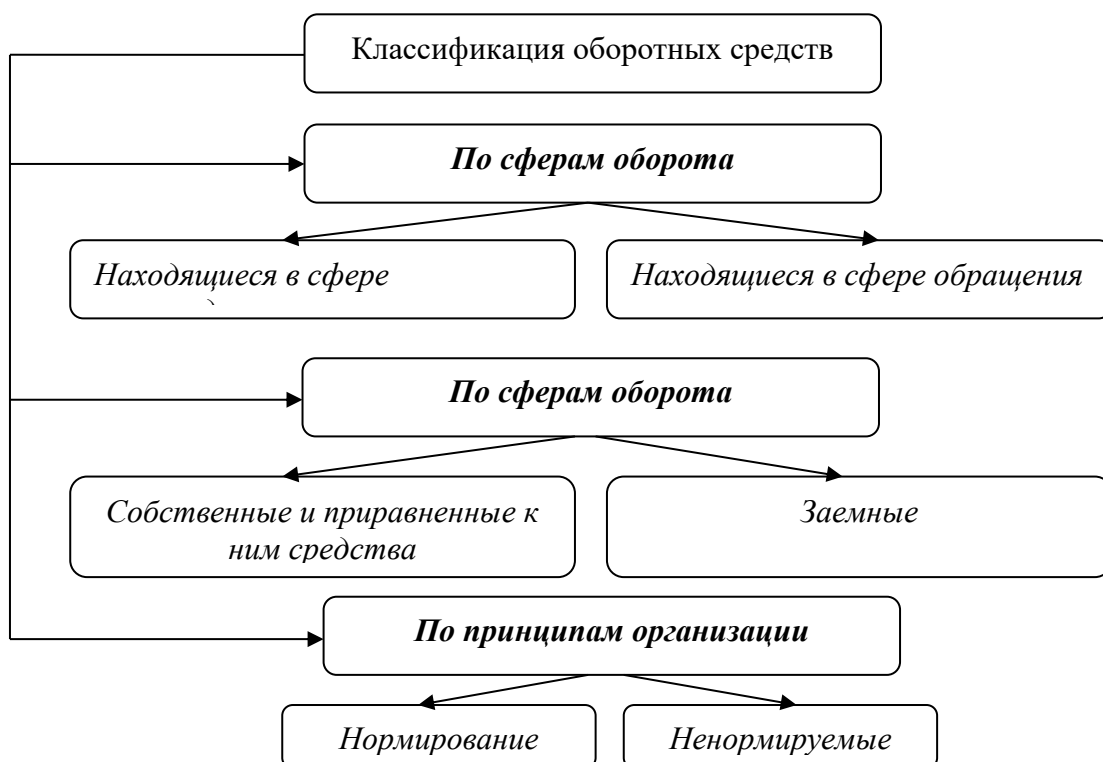 Классификация оборотных средств
По сферам оборота
Находящиеся в сфере
Находящиеся в сфере обращения
По сферам оборота
Собственные и приравненные к
ним средства
Заемные
По принципам организации
Нормирование
Ненормируемые